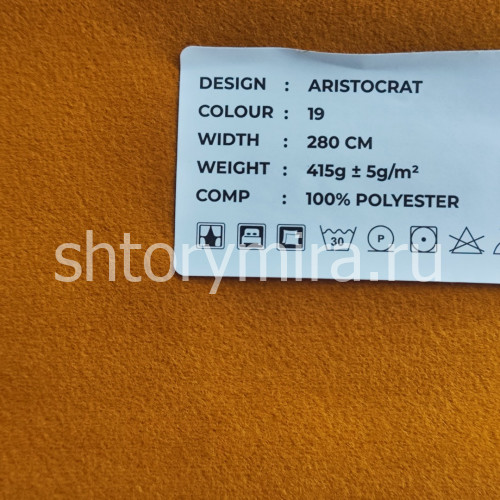 DESIGN : ARISTOCRAT
COLOUR : 19
WIDTH : 280 CM
WEIGHT : 415g ± 5g/m²
COMP : 100% POLYESTER
30 P
shtorymira.ru